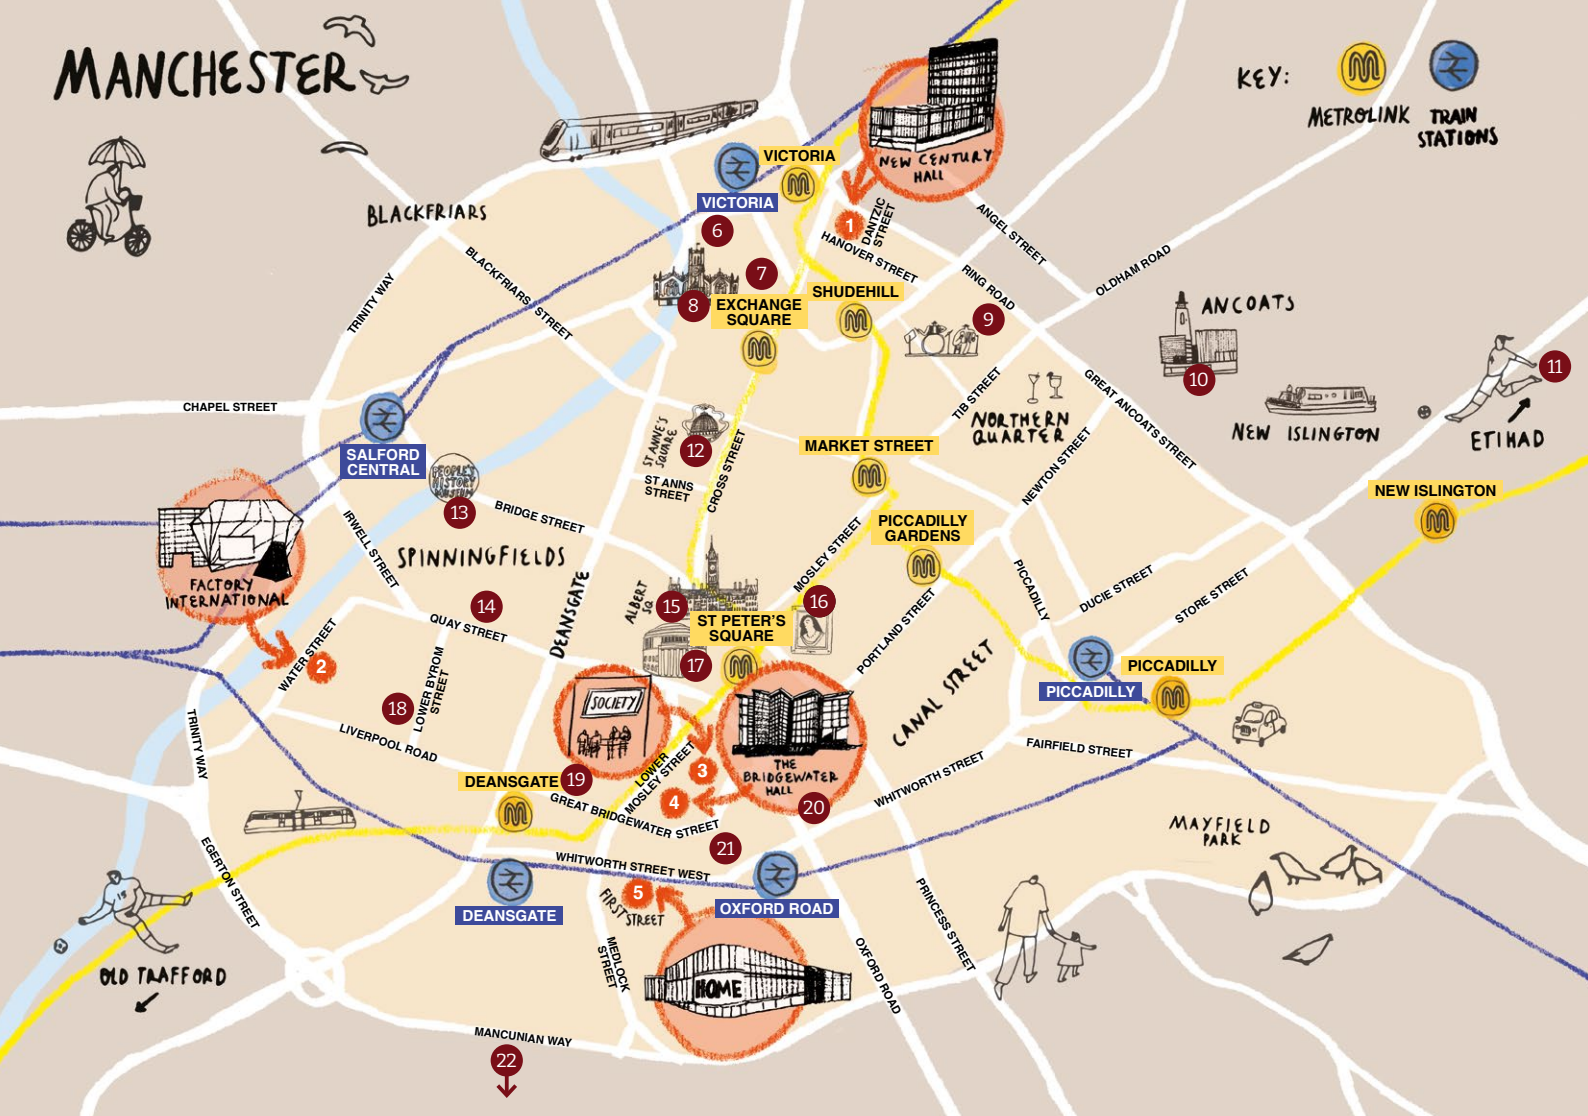 MANCHESTER
KEY:
METROLINK
TRAIN
STATIONS
NEW CENTURY
HALL
VICTORIA
VICTORIA
BLACKFRIARS
1
DANTZIC
STREET
HANOVER STREET
ANGEL STREET
RING ROAD
OLDHAM ROAD
6
7
8
BLACKFRIARS STREET
TRINITY WAY
EXCHANGE
SQUARE
SHUDEHILL
9
ANCOATS
10
11
CHAPEL STREET
TIB STREET
NORTHERN
QUARTER
GREAT ANCOATS STREET
NEW ISLINGTON
ETIHAD
SALFORD
CENTRAL
ST ANNE'S
SQUARE
12
ST ANNS
STREET
CROSS STREET
MARKET STREET
NEWTON STREET
PEOPLE'S
HISTORY
MUSEUM
13
BRIDGE STREET
NEW ISLINGTON
IRWELL STREET
SPINNINGFIELDS
MOSLEY STREET
PICCADILLY
GARDENS
FACTORY
INTERNATIONAL
14
QUAY STREET
DEANSGATE
ALBERT
SQ
15
16
ST PETER'S
SQUARE
17
PORTLAND STREET
PICCADILLY
DUCIE STREET
STORE STREET
WATER STREET
2
LOWER BYROM
STREET
18
LIVERPOOL ROAD
TRINITY WAY
SOCIETY
CANAL STREET
PICCADILLY
PICCADILLY
FAIRFIELD STREET
DEANSGATE
19
LOWER
MOSLEY STREET
3
4
THE
BRIDGEWATER
HALL
20
WHITWORTH STREET
GREAT BRIDGEWATER STREET
21
MAYFIELD
PARK
EGERTON STREET
WHITWORTH STREET WEST
DEANSGATE
5
FIRST STREET
OXFORD ROAD
PRINCESS STREET
15
OLD TRAFFORD
MEDLOCK
STREET
HOME
OXFORD ROAD
MANCUNIAN WAY
22